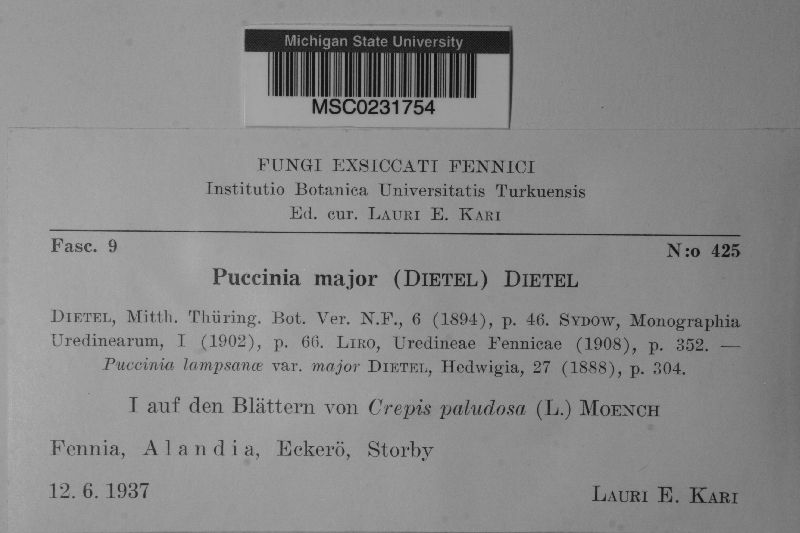 Michigan State University
MSC0231754
FUNGI EXSICCATI FENNICI
Institutio Botanica Universitatis Turkuensis
Ed. cur. LAURI E. KARI
Fasc. 9 N:o 425
Puccinia major (DIETEL) DIETEL
DIETEL, Mitth. Thüring. Bot. Ver. N.F., 6 (1894), p. 46. SYDOW, Monographia
Uredinearum, I (1902), p. 66. LIRO, Uredineae Fennicae (1908), p. 352. —
Puccinia lampsanæ var. major DIETEL, Hedwigia, 27 (1888), p. 304.
I auf den Blättern von Crepis paludosa (L.) MOENCH
Fennia, Alandia, Eckerö, Storby
12. 6. 1937 LAURI E. KARI